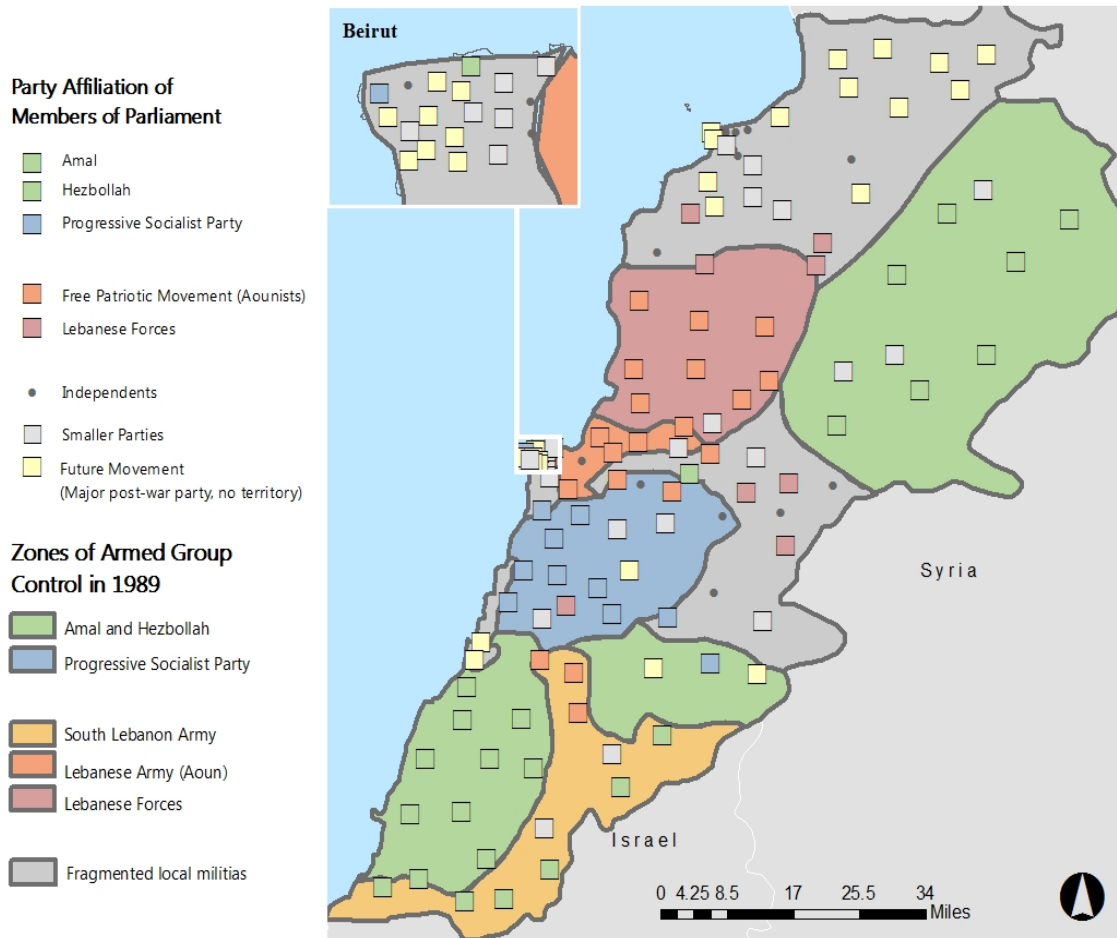 Party Affiliation of
Members of Parliament
Amal
Hezbollah
Progressive Socialist Party
Free Patriotic Movement (Aounists)
Lebanese Forces
Independents
Smaller Parties
Future Movement
(Major post-war party, no territory)
Zones of Armed Group
Control in 1989
Amal and Hezbollah
Progressive Socialist Party
South Lebanon Army
Lebanese Army (Aoun)
Lebanese Forces
Fragmented local militias
Beirut
Syria
Israel
0 4.25 8.5 17 25.5 34
Miles